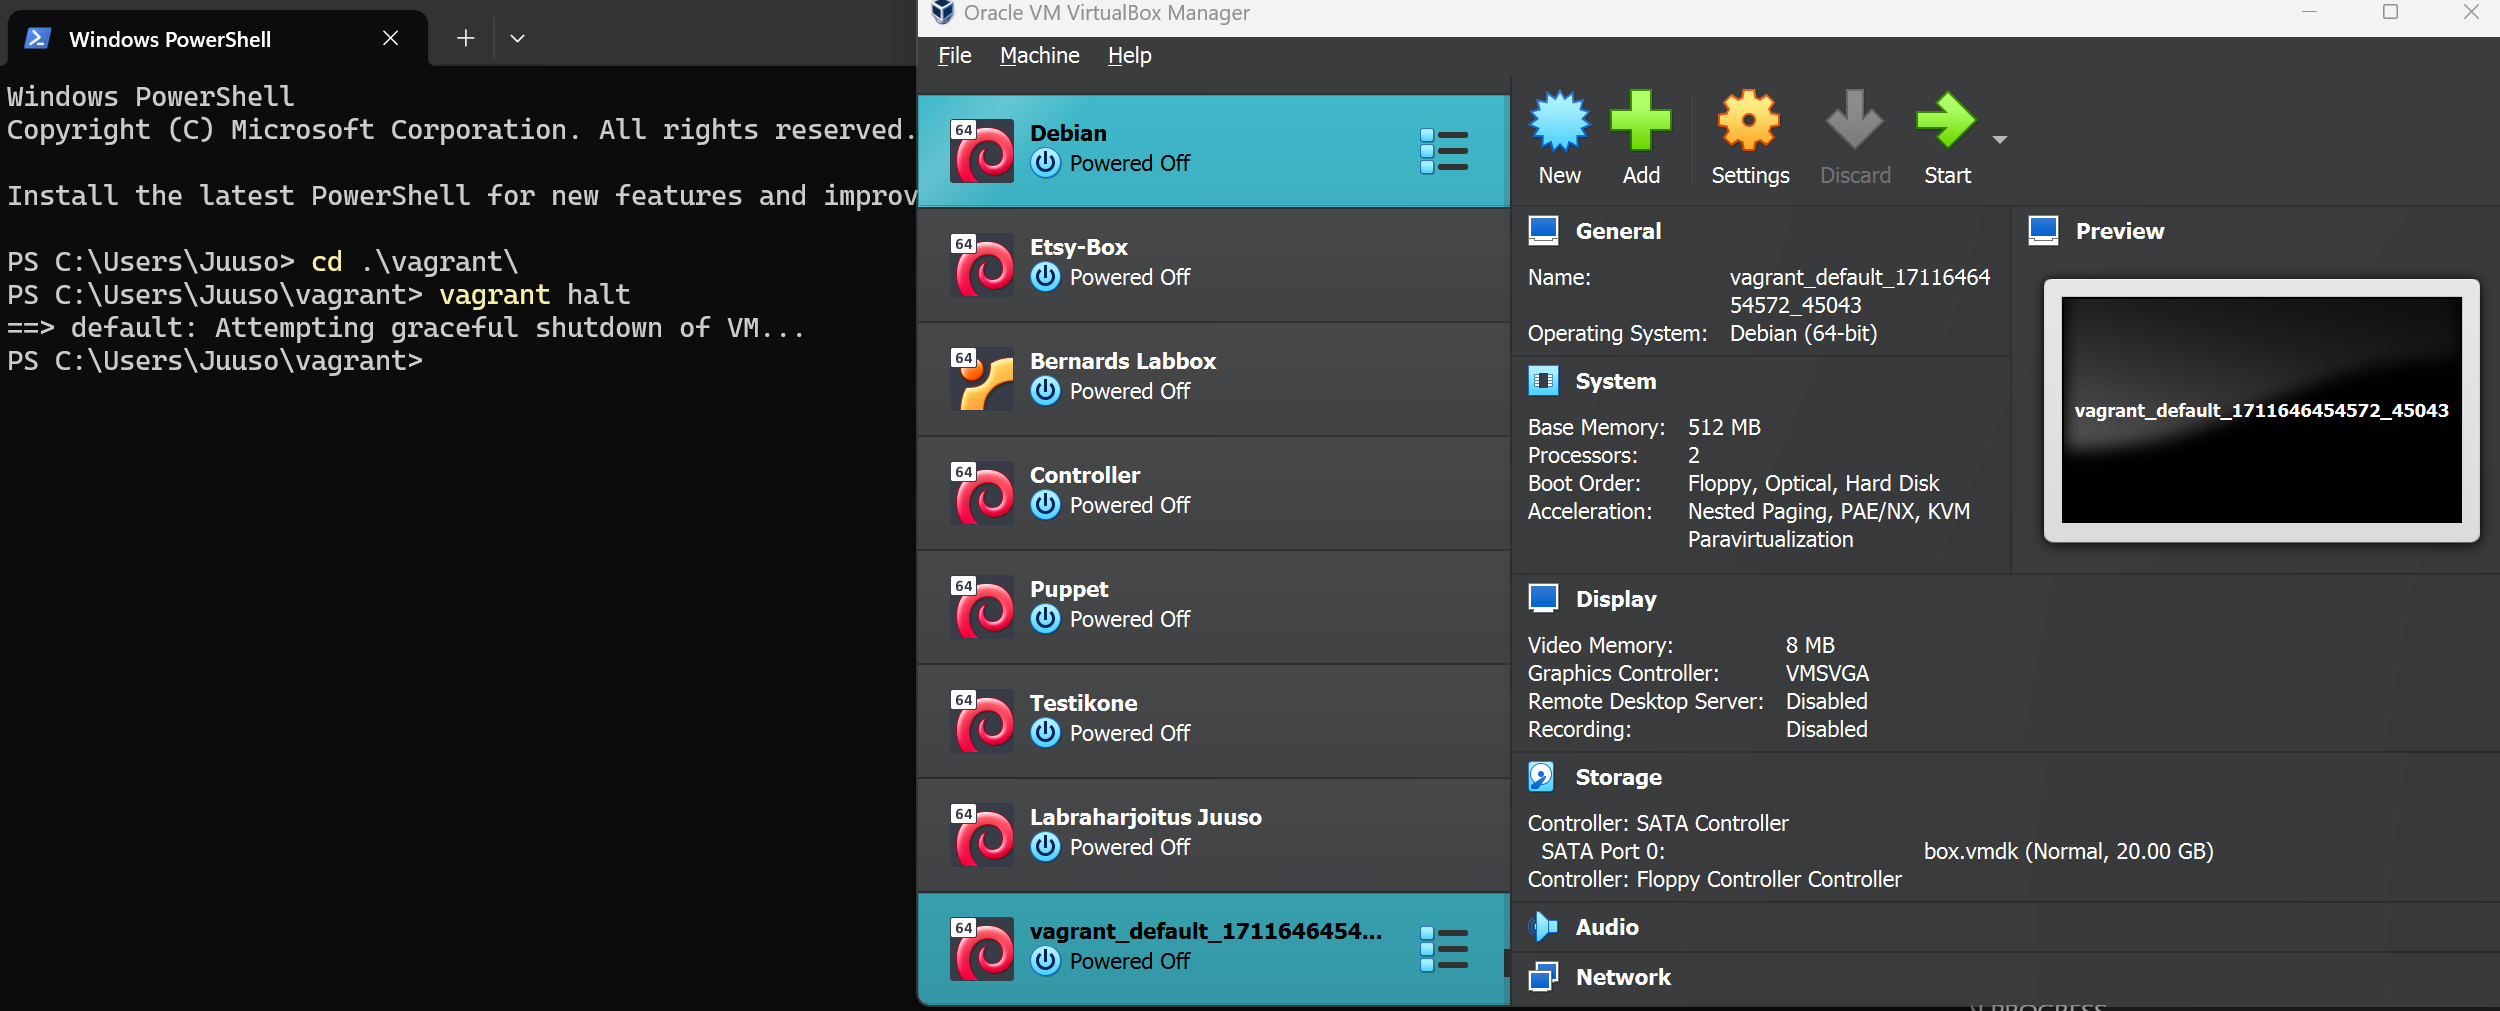 Windows PowerShell
Windows PowerShell
Copyright (C) Microsoft Corporation. All rights reserved.
Install the latest PowerShell for new features and improv
PS C:\Users\Juuso> cd .\vagrant\
PS C:\Users\Juuso\vagrant> vagrant halt
==> default: Attempting graceful shutdown of VM...
PS C:\Users\Juuso\vagrant>
Oracle VM VirtualBox Manager
File Machine Help
64
Debian
Powered Off
64
Etsy-Box
Powered Off
64
Bernards Labbox
Powered Off
64
Controller
Powered Off
64
Puppet
Powered Off
64
Testikone
Powered Off
64
Labraharjoitus Juuso
Powered Off
64
vagrant_default_1711646454...
Powered Off
New Add Settings Discard Start
General
Name: vagrant_default_17116464
54572_45043
Operating System: Debian (64-bit)
Preview
vagrant_default_1711646454572_45043
System
Base Memory: 512 MB
Processors: 2
Boot Order: Floppy, Optical, Hard Disk
Acceleration: Nested Paging, PAE/NX, KVM
Paravirtualization
Display
Video Memory: 8 MB
Graphics Controller: VMSVGA
Remote Desktop Server: Disabled
Recording: Disabled
Storage
Controller: SATA Controller
SATA Port 0: box.vmdk (Normal, 20.00 GB)
Controller: Floppy Controller Controller
Audio
Network